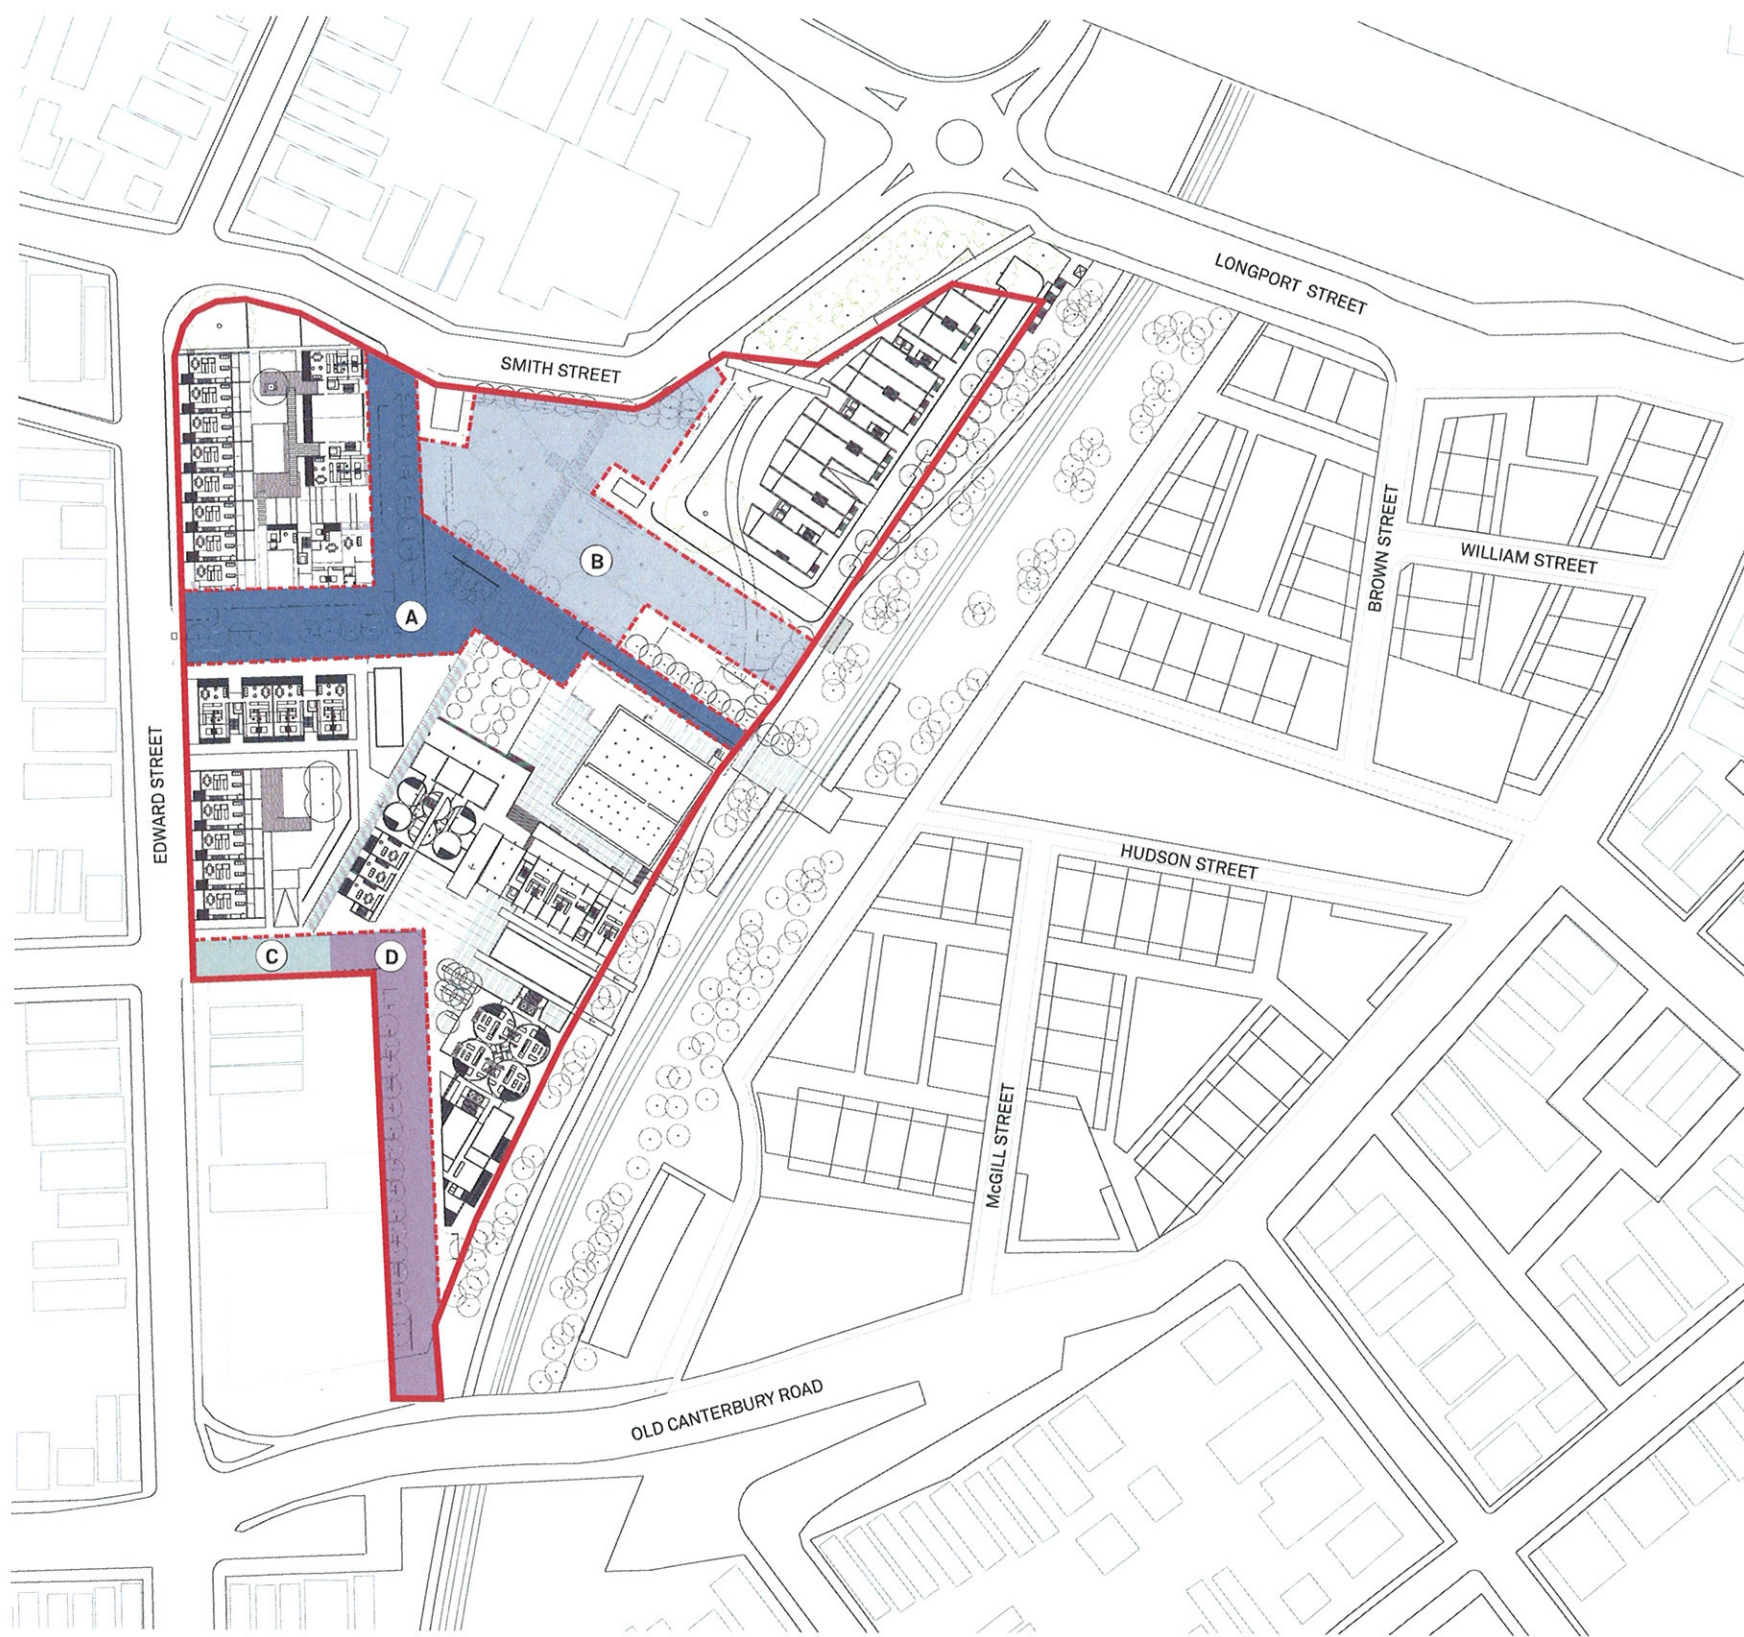 LONGPORT STREET
SMITH STREET
BROWN STREET
WILLIAM STREET
B
A
EDWARD STREET
HUDSON STREET
C
D
McGILL STREET
OLD CANTERBURY ROAD